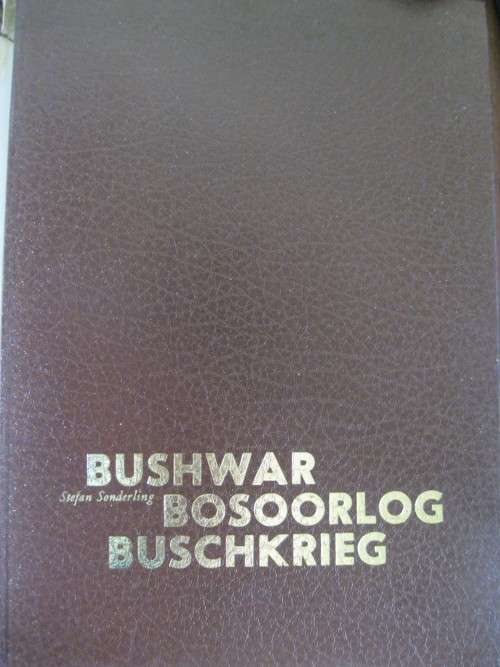 BUSHWAR
Stefan Sonderling
BOSOORLOG
BUSCHKRIEG